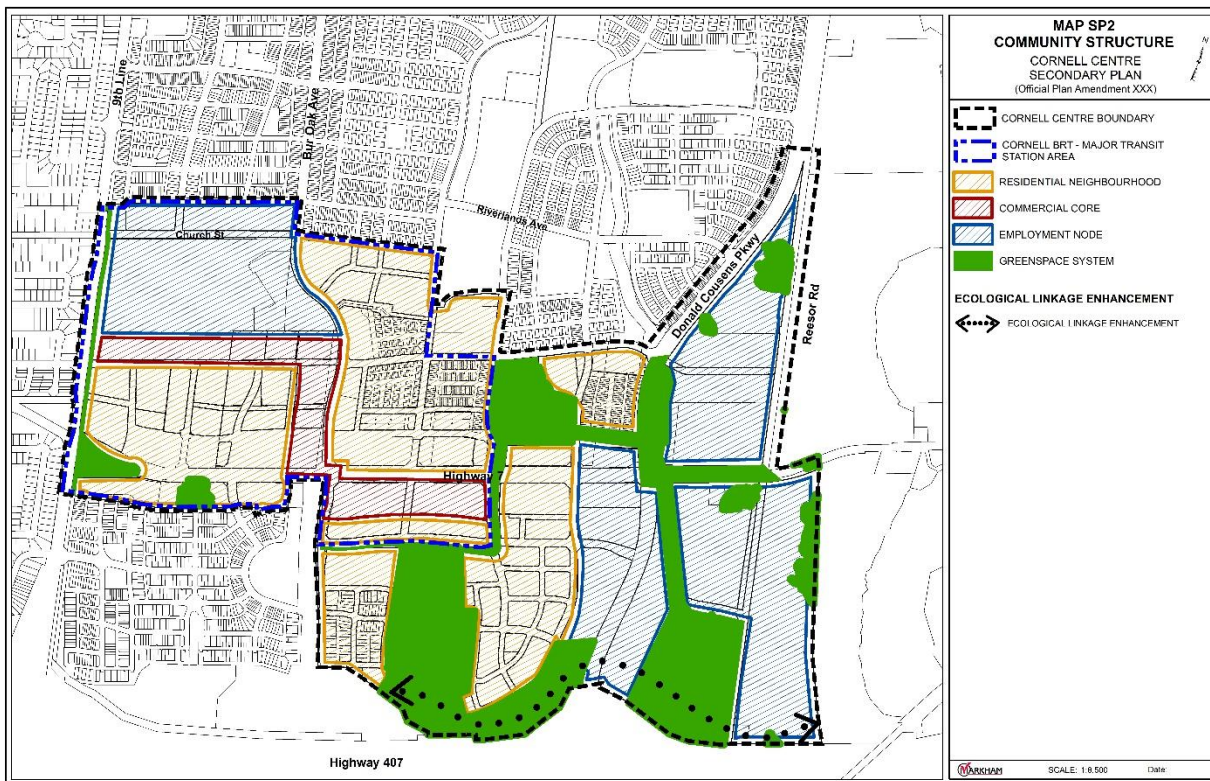 MAP SP2
COMMUNITY STRUCTURE
CORNELL CENTRE
SECONDARY PLAN
(Official Plan Amendment XXX)
N
CORNELL CENTRE BOUNDARY
CORNELL BRT - MAJOR TRANSIT
STATION AREA
RESIDENTIAL NEIGHBOURHOOD
COMMERCIAL CORE
EMPLOYMENT NODE
GREENSPACE SYSTEM
ECOLOGICAL LINKAGE ENHANCEMENT
ECOLOGICAL LINKAGE ENHANCEMENT
MARKHAM
SCALE: 1:8,500
Date:
9th Line
Bur Oak Ave
Church St
Riverlands Ave
Donald Cousens Pkwy
Reesor Rd
Highway 7
Highway 407